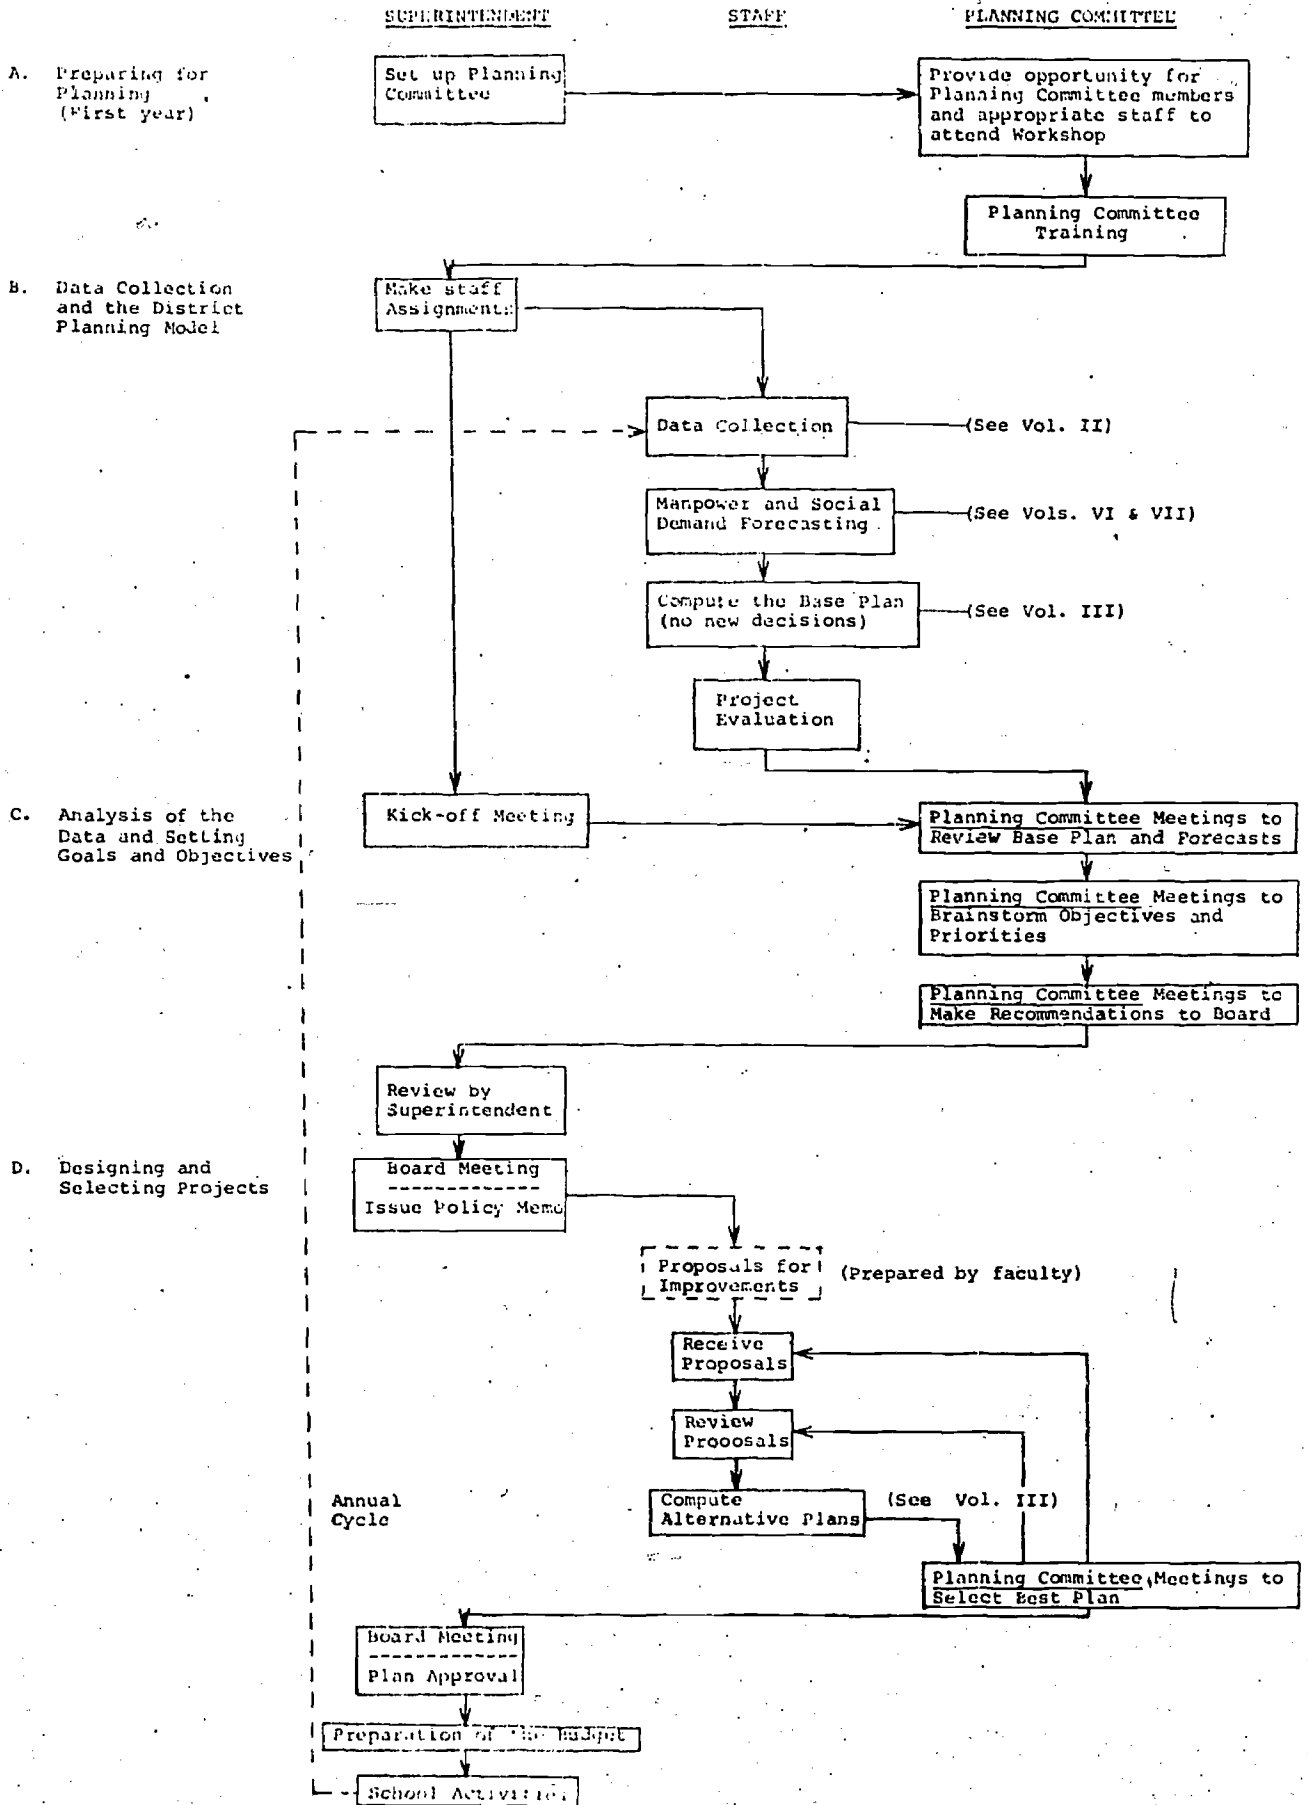 SUPERINTENDENT STAFF PLANNING COMMITTEE
A. Preparing for
Planning
(First year)
Set up Planning
Committee
Provide opportunity for
Planning Committee members
and appropriate staff to
attend Workshop
Planning Committee
Training
B. Data Collection
and the District
Planning Model
Make staff
Assignments
Data Collection
(See Vol. II)
Manpower and Social
Demand Forecasting
(See Vols. VI & VII)
Compute the Base Plan
(no new decisions)
(See Vol. III)
Project
Evaluation
C. Analysis of the
Data and Setting
Goals and Objectives
Kick-off Meeting
Planning Committee Meetings to
Review Base Plan and Forecasts
Planning Committee Meetings to
Brainstorm Objectives and
Priorities
Planning Committee Meetings to
Make Recommendations to Board
Review by
Superintendent
D. Designing and
Selecting Projects
Board Meeting
Issue Policy Memo
Proposals for
Improvements
(Prepared by faculty)
Receive
Proposals
Review
Proposals
Annual
Cycle
Compute
Alternative Plans
(See Vol. III)
Planning Committee Meetings to
Select Best Plan
Board Meeting
Plan Approval
Preparation of the Budget
School Activities